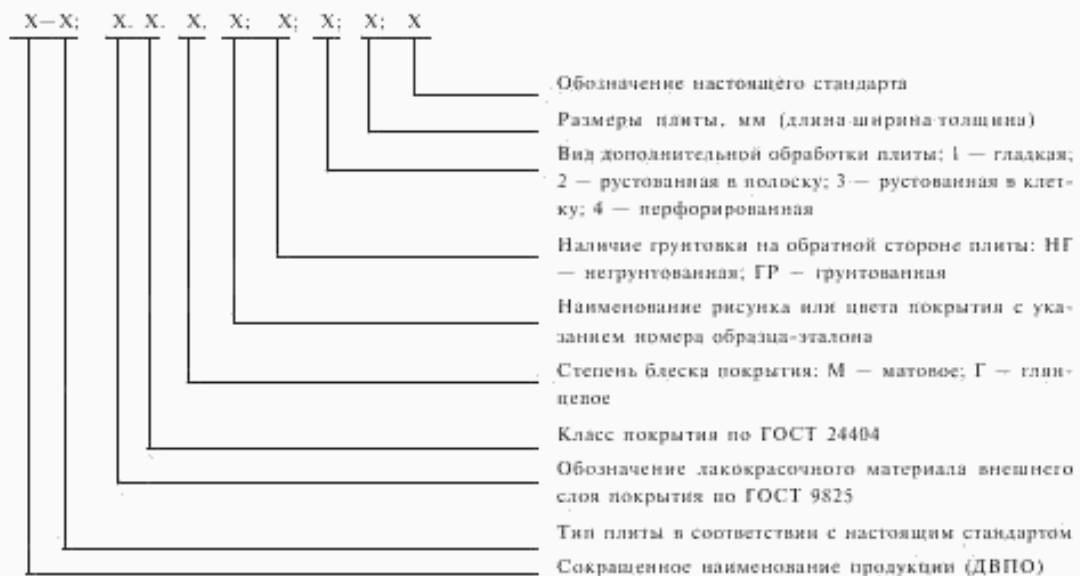 X—X; X. X. X, X; X; X; X; X
Обозначение настоящего стандарта
Размеры плиты, мм (длина·ширина·толщина)
Вид дополнительной обработки плиты; 1 — гладкая;
2 — рустованная в полоску; 3 — рустованная в клет-
ку; 4 — перфорированная
Наличие грунтовки на обратной стороне плиты: НГ
— негрунтованная; ГР — грунтованная
Наименование рисунка или цвета покрытия с ука-
занием номера образца-эталона
Степень блеска покрытия: М — матовое; Г — глян-
цевое
Класс покрытия по ГОСТ 24404
Обозначение лакокрасочного материала внешнего
слоя покрытия по ГОСТ 9825
Тип плиты в соответствии с настоящим стандартом
Сокращенное наименование продукции (ДВПО)